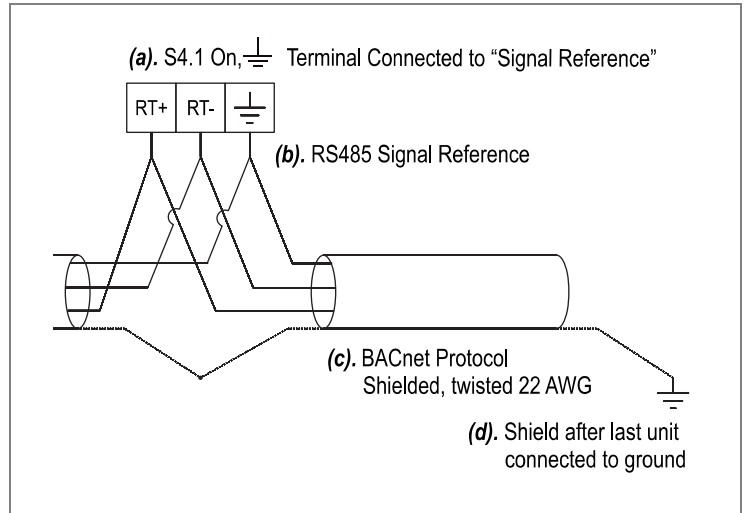 (a). S4.1 On, Terminal Connected to “Signal Reference”
RT+ RT-
(b). RS485 Signal Reference
(c). BACnet Protocol
Shielded, twisted 22 AWG
(d). Shield after last unit
connected to ground